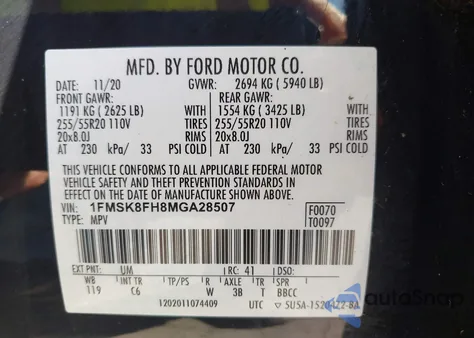 MFD. BY FORD MOTOR CO.
DATE: 11/20 GVWR: 2694 KG ( 5940 LB)
FRONT GAWR: REAR GAWR:
1191 KG ( 2625 LB) WITH 1554 KG ( 3425 LB) WITH
255/55R20 110V TIRES 255/55R20 110V TIRES
20x8.0J RIMS 20x8.0J RIMS
AT 230 kPa/ 33 PSI COLD AT 230 kPa/ 33 PSI COLD
THIS VEHICLE CONFORMS TO ALL APPLICABLE FEDERAL MOTOR
VEHICLE SAFETY AND THEFT PREVENTION STANDARDS IN
EFFECT ON THE DATE OF MANUFACTURE SHOWN ABOVE.
VIN: 1FMSK8FH8MGA28507 F0070
TYPE: MPV T0097
EXT PNT: UM RC: 41 DSO:
WB INT TR TP/PS R AXLE TR SPR
119 C6 W 3B T BBCC
1202011074409 UTC
autoSnap